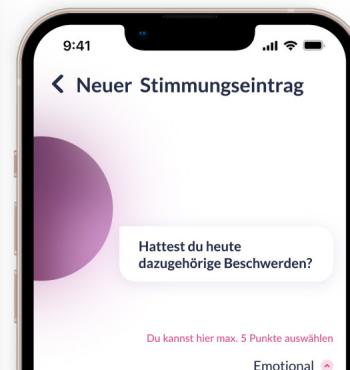 9:41
Neuer Stimmungseintrag
Hattest du heute
dazugehörige Beschwerden?
Du kannst hier max. 5 Punkte auswählen
Emotional